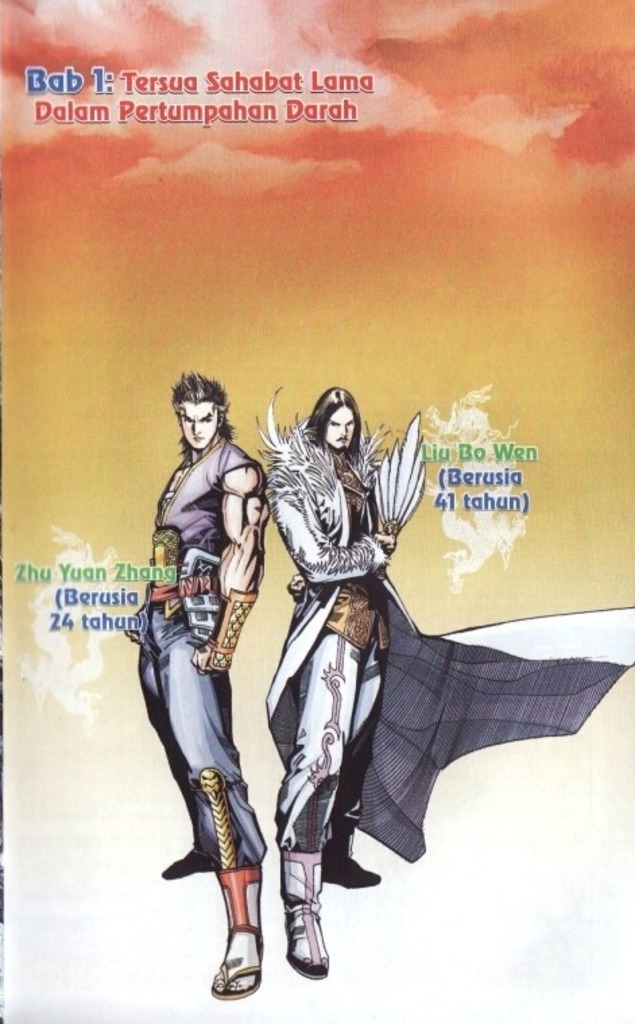 Bab 1: Tersua Sahabat Lama
Dalam Pertumpahan Darah
Liu Bo Wen
(Berusia
41 tahun)
Zhu Yuan Zhang
(Berusia
24 tahun)